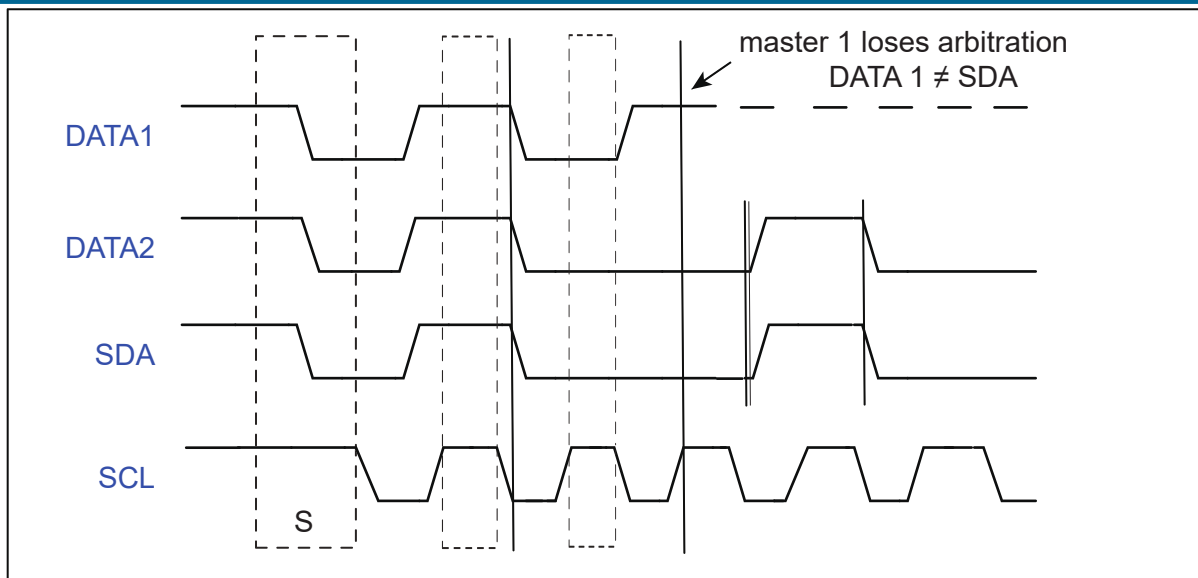 master 1 loses arbitration
DATA 1 ≠ SDA
DATA1
DATA2
SDA
SCL
S